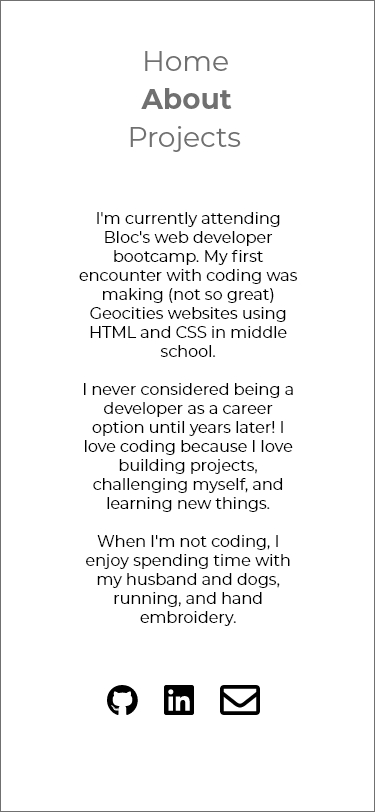 Home
About
Projects
I'm currently attending
Bloc's web developer
bootcamp. My first
encounter with coding was
making (not so great)
Geocities websites using
HTML and CSS in middle
school.
I never considered being a
developer as a career
option until years later! I
love coding because I love
building projects,
challenging myself, and
learning new things.
When I'm not coding, I
enjoy spending time with
my husband and dogs,
running, and hand
embroidery.
in